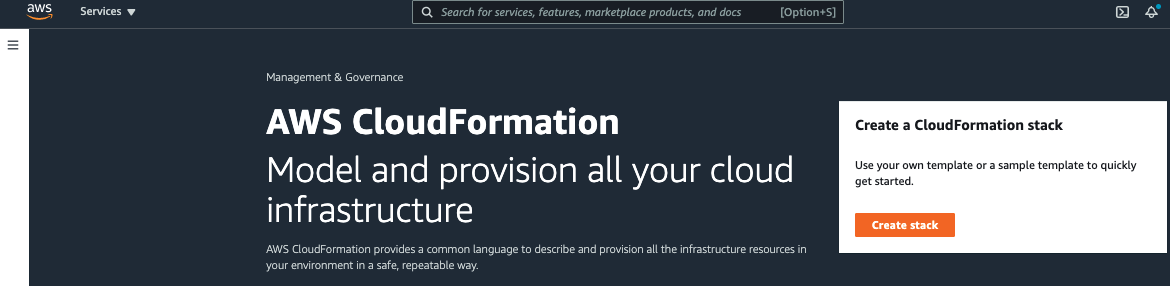 aws
Services ▼
Search for services, features, marketplace products, and docs
[Option+S]
Management & Governance
AWS CloudFormation
Model and provision all your cloud
infrastructure
AWS CloudFormation provides a common language to describe and provision all the infrastructure resources in
your environment in a safe, repeatable way.
Create a CloudFormation stack
Use your own template or a sample template to quickly
get started.
Create stack